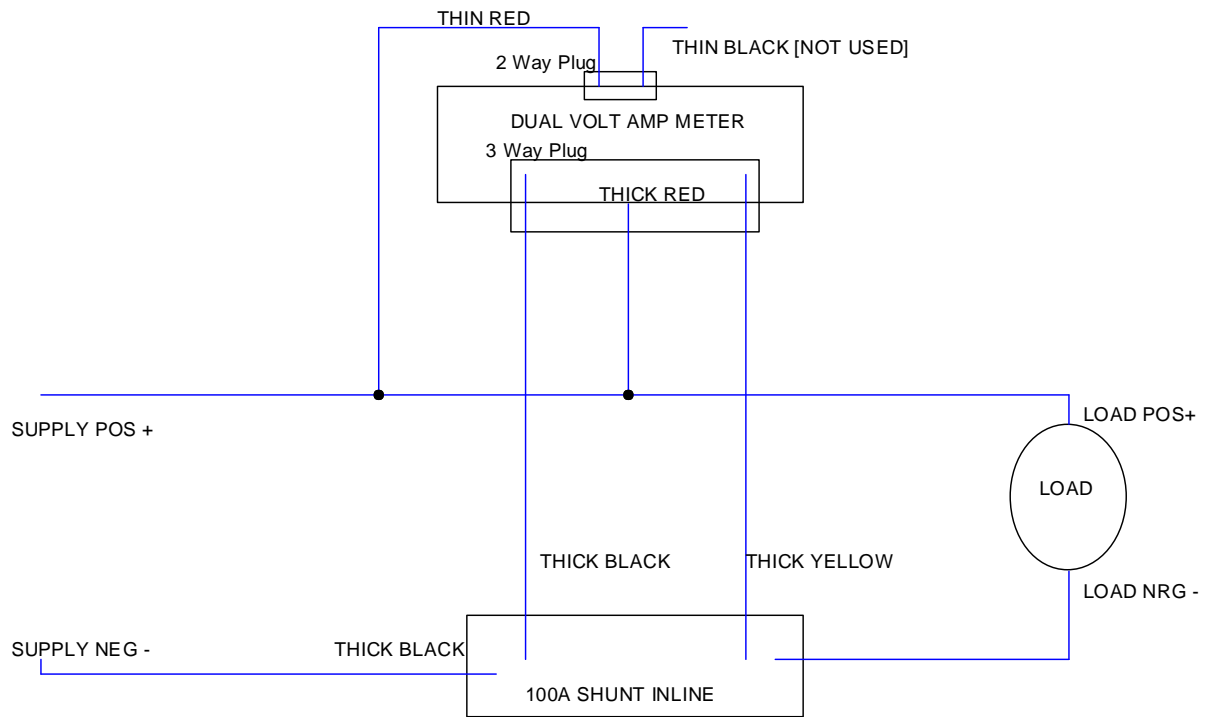 THIN RED
THIN BLACK [NOT USED]
2 Way Plug
DUAL VOLT AMP METER
3 Way Plug
THICK RED
SUPPLY POS +
LOAD POS+
LOAD
THICK BLACK
THICK YELLOW
LOAD NRG -
SUPPLY NEG -
THICK BLACK
100A SHUNT INLINE